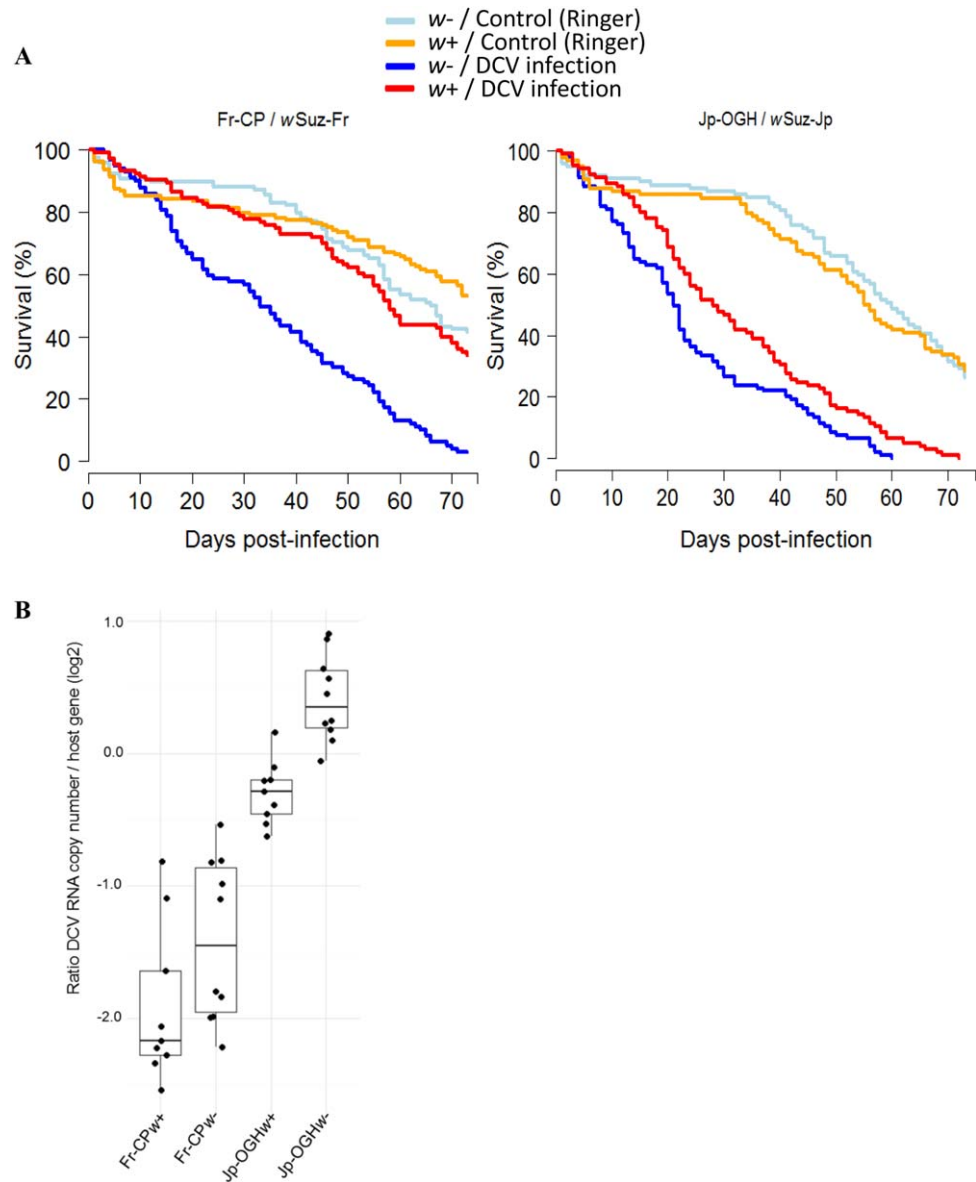 w- / Control (Ringer)
w+ / Control (Ringer)
w- / DCV infection
w+ / DCV infection
A
Fr-CP / wSuz-Fr
Jp-OGH / wSuz-Jp
100
80
60
40
20
0
Survival (%)
0 10 20 30 40 50 60 70
Days post-infection
100
80
60
40
20
0
Survival (%)
0 10 20 30 40 50 60 70
Days post-infection
B
1.0
0.0
-1.0
-2.0
Ratio DCV RNA copy number / host gene (log2)
Fr-CPw+
Fr-CPw-
Jp-OGHw+
Jp-OGHw-